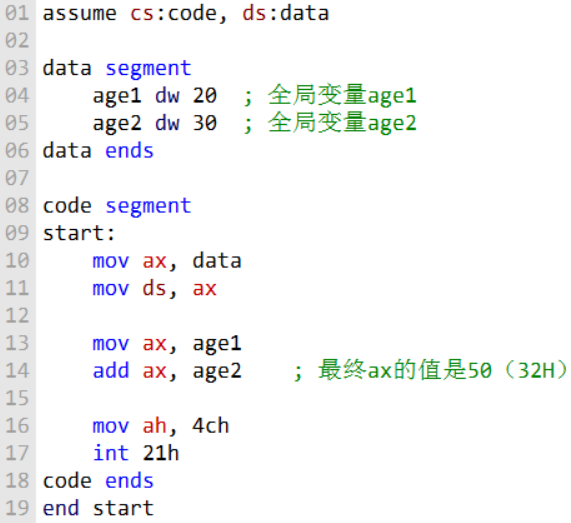 01 assume cs:code, ds:data
02
03 data segment
04     age1 dw 20  ; 全局变量age1
05     age2 dw 30  ; 全局变量age2
06 data ends
07
08 code segment
09 start:
10     mov ax, data
11     mov ds, ax
12
13     mov ax, age1
14     add ax, age2    ; 最终ax的值是50（32H）
15
16     mov ah, 4ch
17     int 21h
18 code ends
19 end start